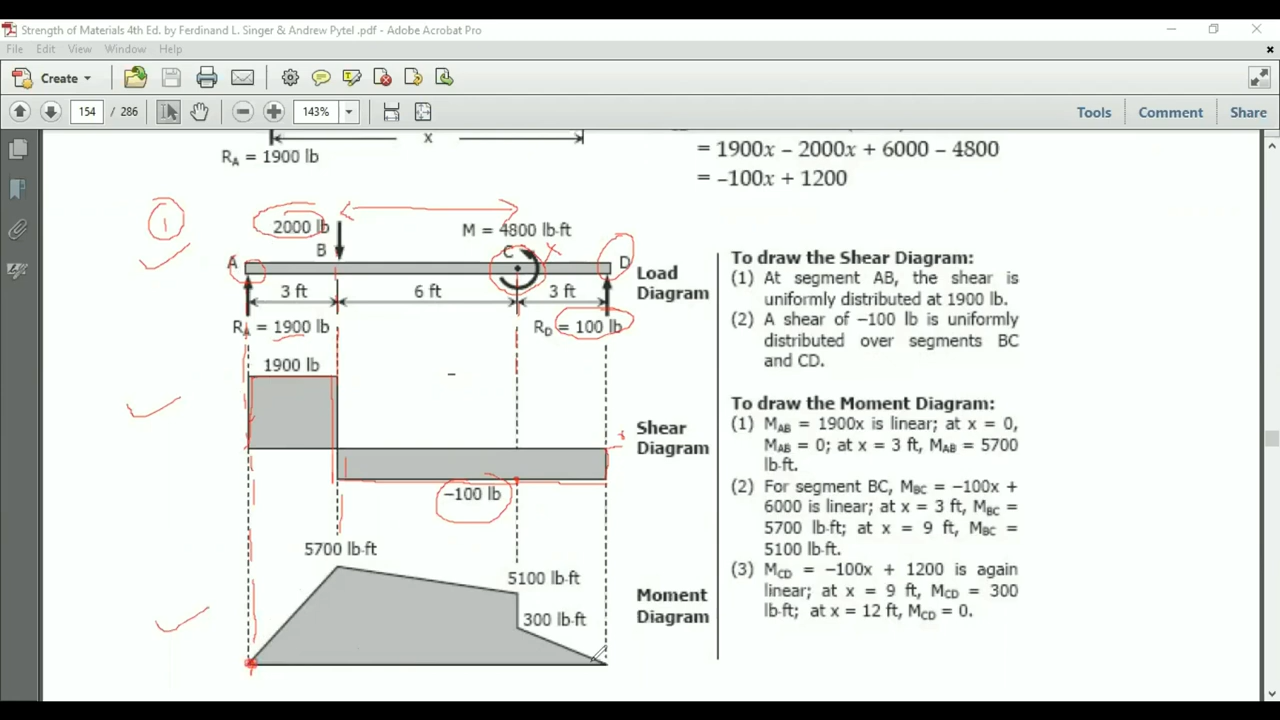 Strength of Materials 4th Ed. by Ferdinand L. Singer & Andrew Pytel .pdf - Adobe Acrobat Pro
File Edit View Window Help
Create
154 / 286 143% Tools Comment Share
x
R_A = 1900 lb
= 1900x – 2000x + 6000 – 4800
= –100x + 1200
1
2000 lb
M = 4800 lb·ft
A B C D
Load
Diagram
3 ft 6 ft 3 ft
R_A = 1900 lb
R_D = 100 lb
1900 lb
Shear
Diagram
–100 lb
5700 lb·ft
5100 lb·ft
300 lb·ft
Moment
Diagram
To draw the Shear Diagram:
(1) At segment AB, the shear is
uniformly distributed at 1900 lb.
(2) A shear of –100 lb is uniformly
distributed over segments BC
and CD.
To draw the Moment Diagram:
(1) M_AB = 1900x is linear; at x = 0,
M_AB = 0; at x = 3 ft, M_AB = 5700
lb·ft.
(2) For segment BC, M_BC = –100x +
6000 is linear; at x = 3 ft, M_BC =
5700 lb·ft; at x = 9 ft, M_BC =
5100 lb·ft.
(3) M_CD = –100x + 1200 is again
linear; at x = 9 ft, M_CD = 300
lb·ft; at x = 12 ft, M_CD = 0.